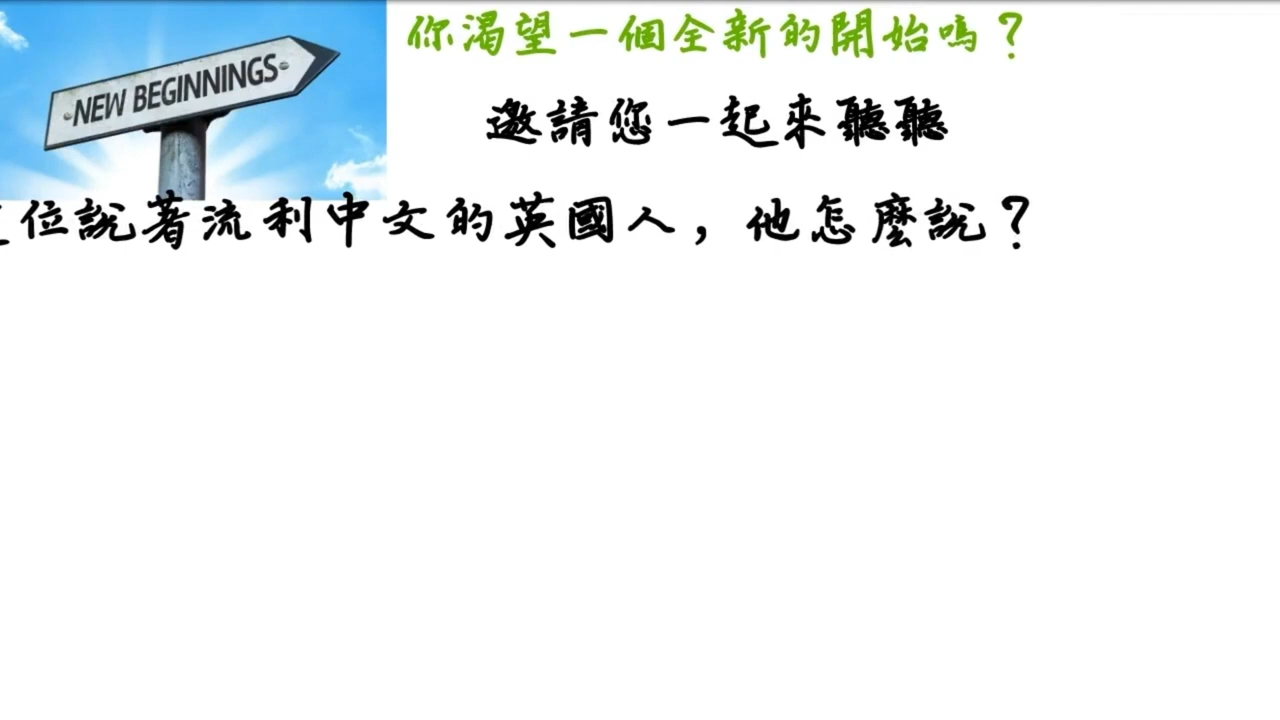 NEW BEGINNINGS
你渴望一個全新的開始嗎？
邀請您一起來聽聽
位說著流利中文的英國人，他怎麼說？